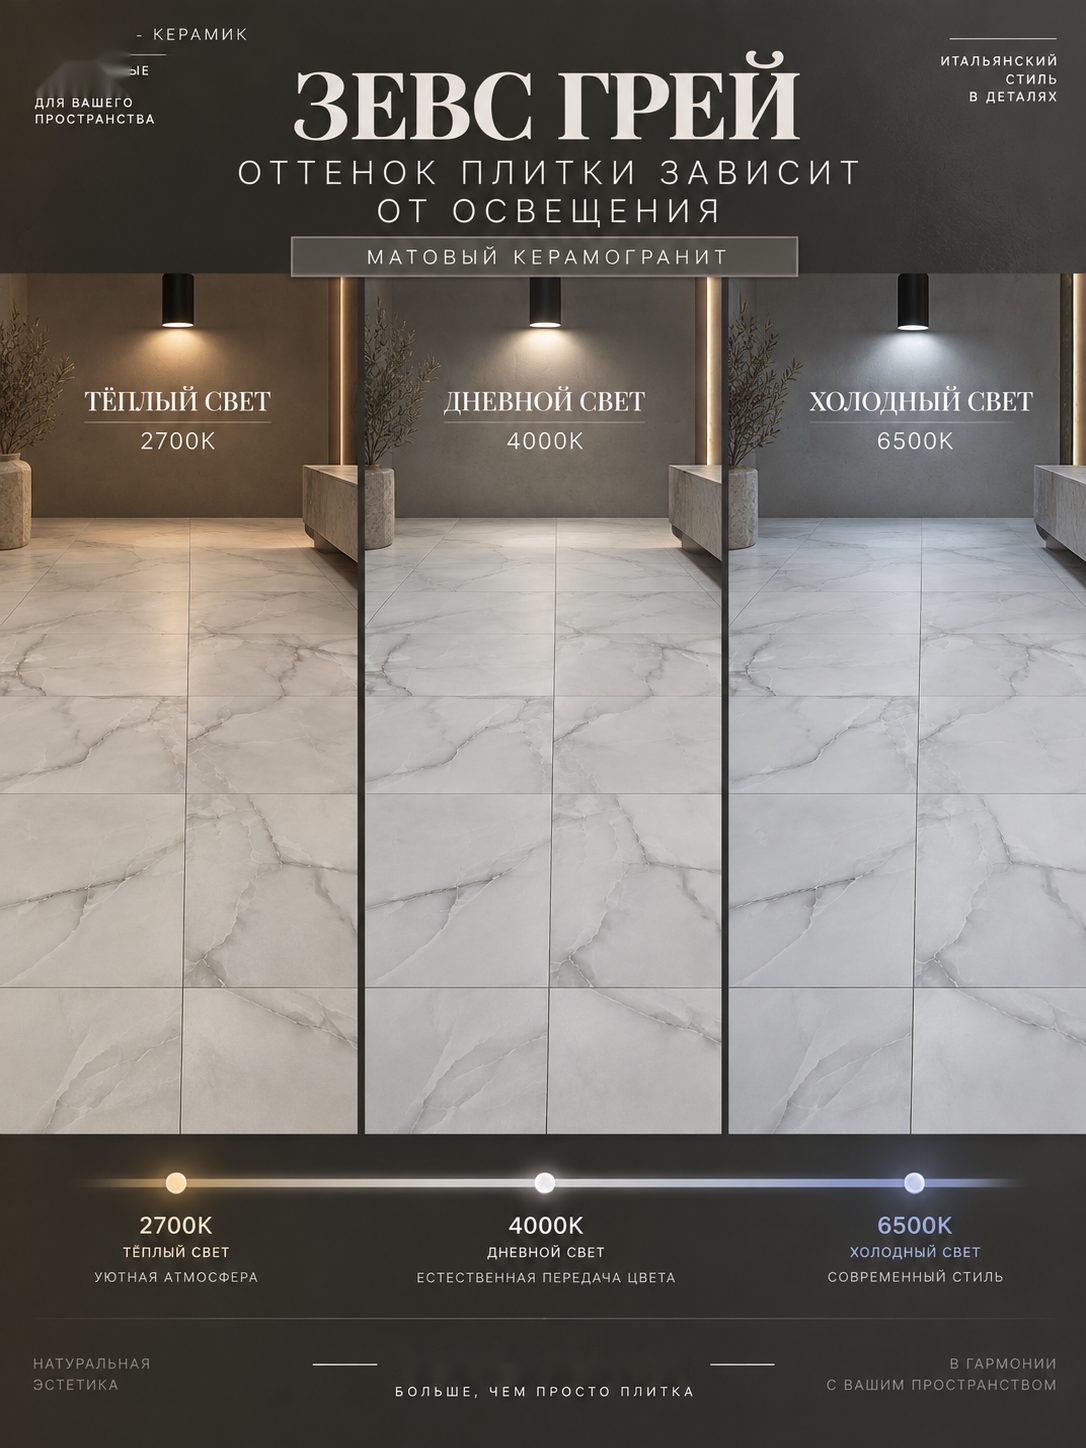 - КЕРАМИК
ДЛЯ ВАШЕГО
ПРОСТРАНСТВА
ИТАЛЬЯНСКИЙ
СТИЛЬ
В ДЕТАЛЯХ
ЗЕВС ГРЕЙ
ОТТЕНОК ПЛИТКИ ЗАВИСИТ
ОТ ОСВЕЩЕНИЯ
МАТОВЫЙ КЕРАМОГРАНИТ
ТЁПЛЫЙ СВЕТ
2700K
ДНЕВНОЙ СВЕТ
4000K
ХОЛОДНЫЙ СВЕТ
6500K
2700K
ТЁПЛЫЙ СВЕТ
УЮТНАЯ АТМОСФЕРА
4000K
ДНЕВНОЙ СВЕТ
ЕСТЕСТВЕННАЯ ПЕРЕДАЧА ЦВЕТА
6500K
ХОЛОДНЫЙ СВЕТ
СОВРЕМЕННЫЙ СТИЛЬ
НАТУРАЛЬНАЯ
ЭСТЕТИКА
БОЛЬШЕ, ЧЕМ ПРОСТО ПЛИТКА
В ГАРМОНИИ
С ВАШИМ ПРОСТРАНСТВОМ